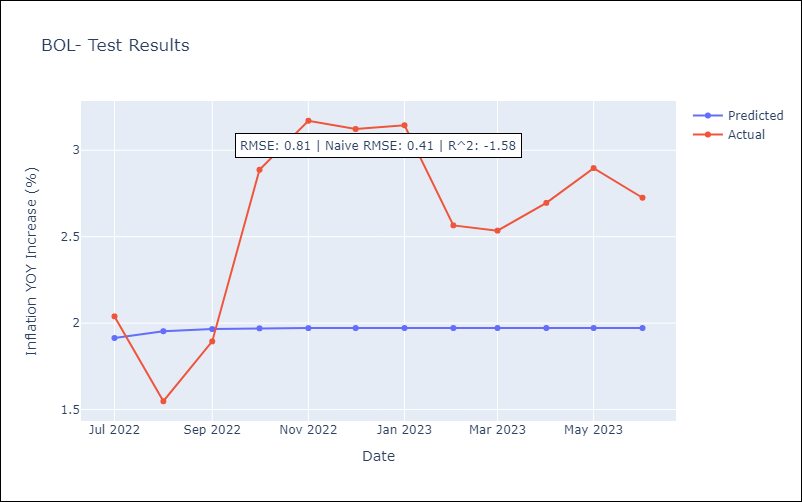 BOL- Test Results
Predicted
Actual
RMSE: 0.81 | Naive RMSE: 0.41 | R^2: -1.58
Inflation YOY Increase (%)
3
2.5
2
1.5
Jul 2022
Sep 2022
Nov 2022
Jan 2023
Mar 2023
May 2023
Date